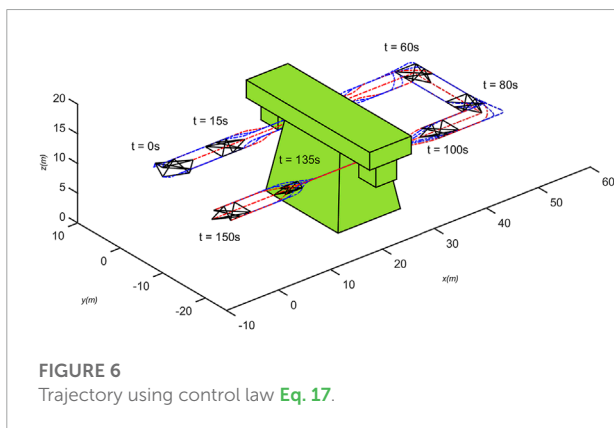 t = 60s
t = 80s
20
15
t = 15s
z(m)
10
t = 0s
t = 135s
t = 100s
5
0
60
10
t = 150s
50
0
40
30
-10
20
y(m)
x(m)
10
-20
0
-10
FIGURE 6
Trajectory using control law Eq. 17.